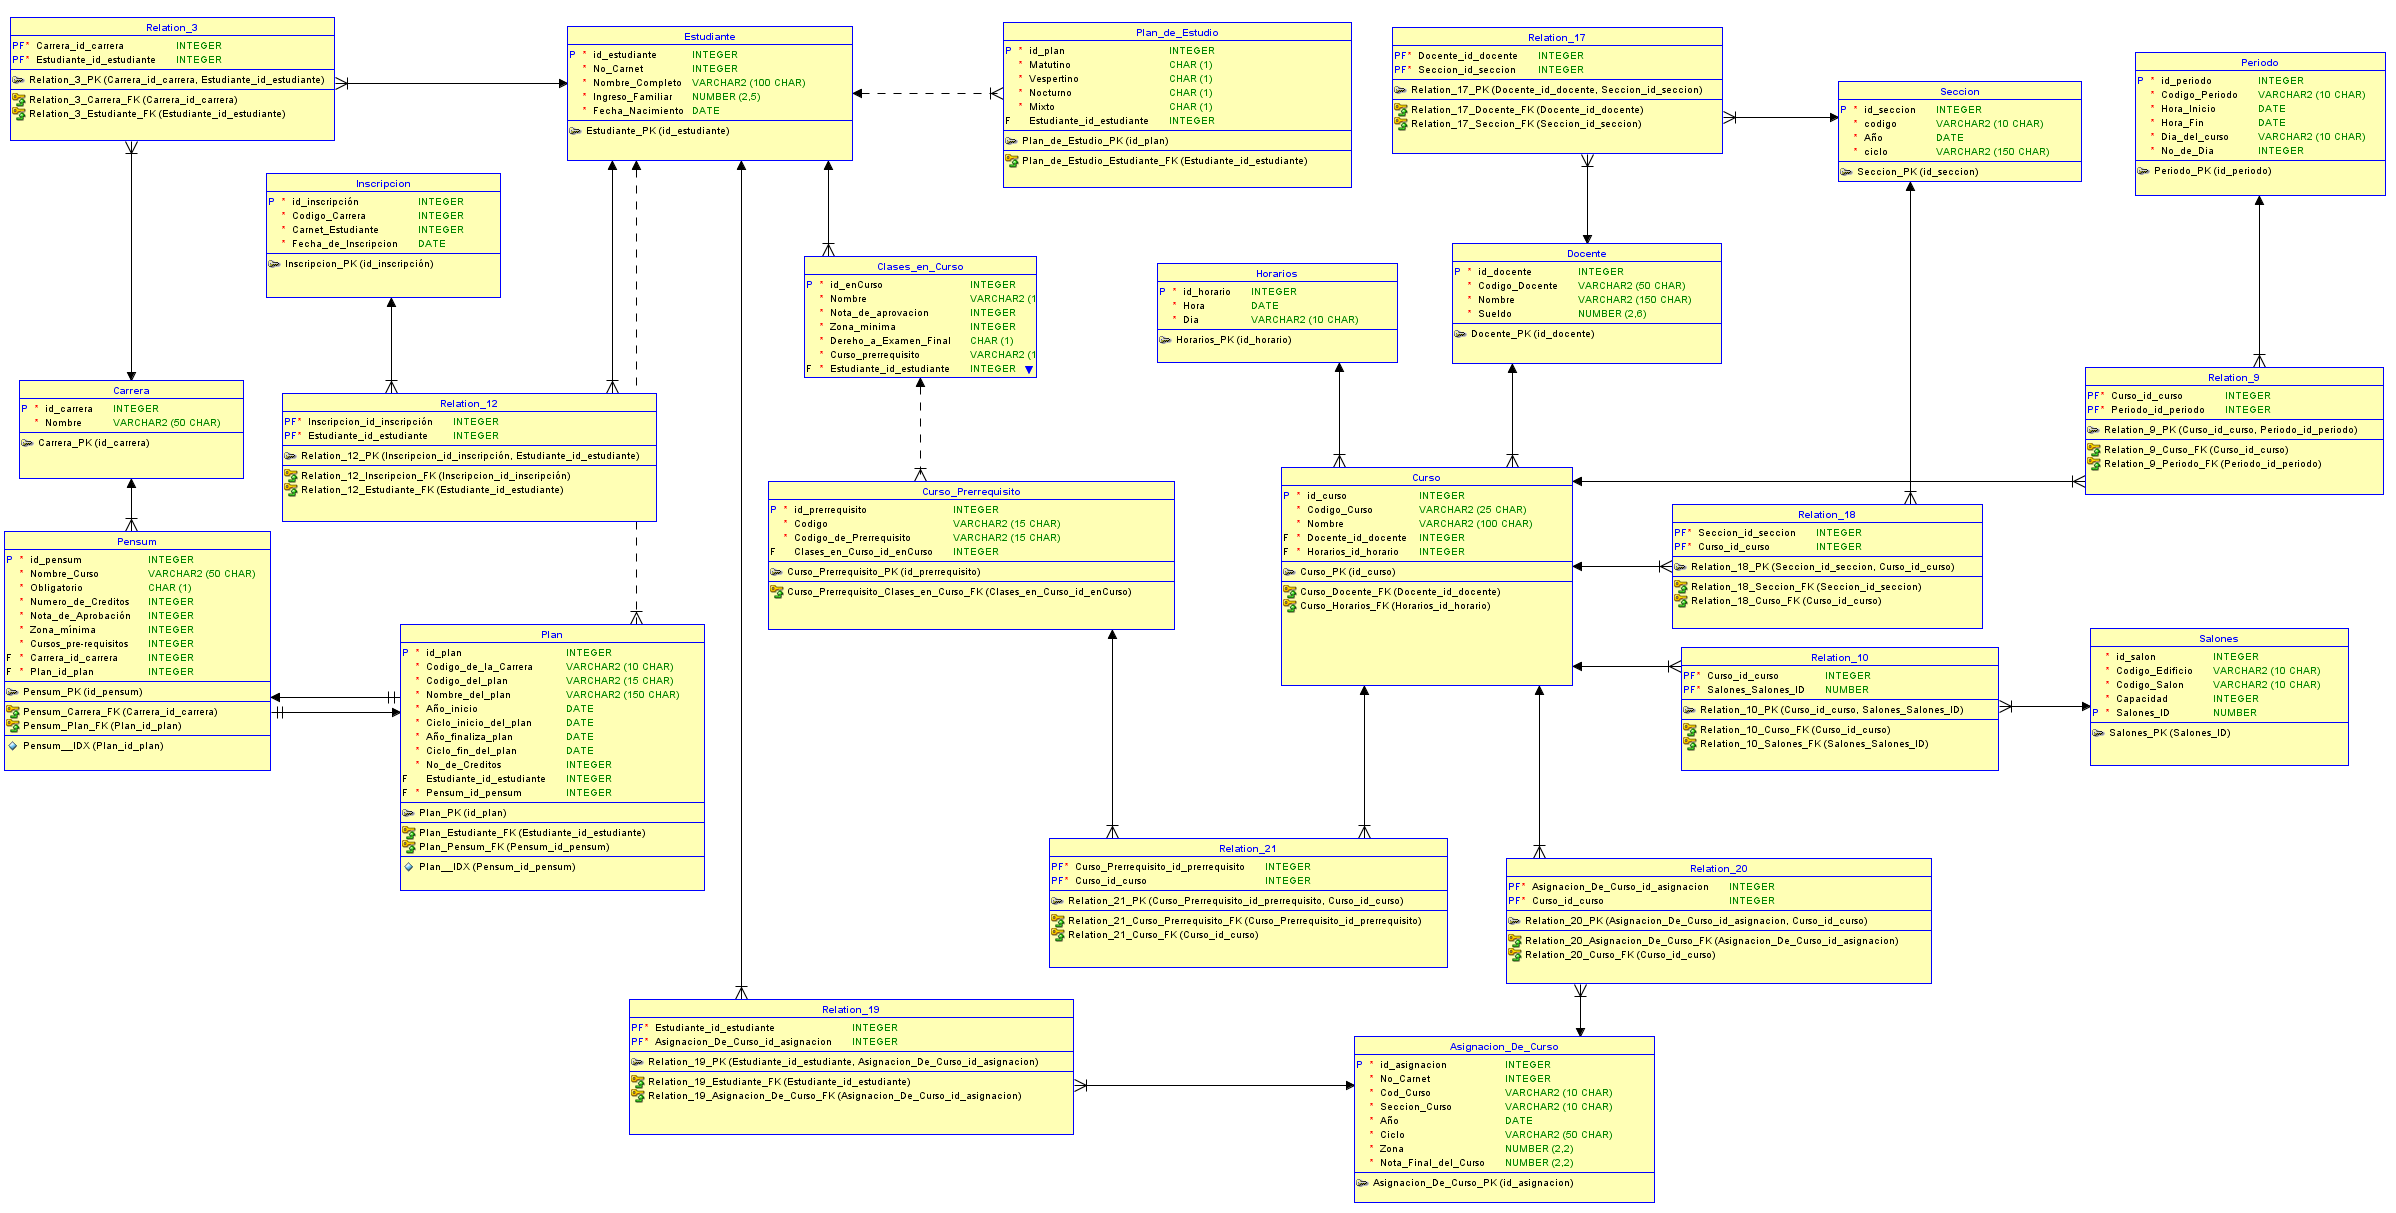 Relation_3
PF* Carrera_id_carrera INTEGER
PF* Estudiante_id_estudiante INTEGER
Relation_3_PK (Carrera_id_carrera, Estudiante_id_estudiante)
Relation_3_Carrera_FK (Carrera_id_carrera)
Relation_3_Estudiante_FK (Estudiante_id_estudiante)
Estudiante
P * id_estudiante INTEGER
* No_Carnet INTEGER
* Nombre_Completo VARCHAR2 (100 CHAR)
* Ingreso_Familiar NUMBER (2,5)
* Fecha_Nacimiento DATE
Estudiante_PK (id_estudiante)
Plan_de_Estudio
P * id_plan INTEGER
* Matutino CHAR (1)
* Vespertino CHAR (1)
* Nocturno CHAR (1)
* Mixto CHAR (1)
F Estudiante_id_estudiante INTEGER
Plan_de_Estudio_PK (id_plan)
Plan_de_Estudio_Estudiante_FK (Estudiante_id_estudiante)
Relation_17
PF* Docente_id_docente INTEGER
PF* Seccion_id_seccion INTEGER
Relation_17_PK (Docente_id_docente, Seccion_id_seccion)
Relation_17_Docente_FK (Docente_id_docente)
Relation_17_Seccion_FK (Seccion_id_seccion)
Seccion
P * id_seccion INTEGER
* codigo VARCHAR2 (10 CHAR)
* Año DATE
* ciclo VARCHAR2 (150 CHAR)
Seccion_PK (id_seccion)
Periodo
P * id_periodo INTEGER
* Codigo_Periodo VARCHAR2 (10 CHAR)
* Hora_Inicio DATE
* Hora_Fin DATE
* Dia_del_curso VARCHAR2 (10 CHAR)
* No_de_Dia INTEGER
Periodo_PK (id_periodo)
Inscripcion
P * id_inscripción INTEGER
* Codigo_Carrera INTEGER
* Carnet_Estudiante INTEGER
* Fecha_de_Inscripcion DATE
Inscripcion_PK (id_inscripción)
Clases_en_Curso
P * id_enCurso INTEGER
* Nombre VARCHAR2 (1
* Nota_de_aprovacion INTEGER
* Zona_minima INTEGER
* Dereho_a_Examen_Final CHAR (1)
* Curso_prerrequisito VARCHAR2 (1
F * Estudiante_id_estudiante INTEGER
Horarios
P * id_horario INTEGER
* Hora DATE
* Dia VARCHAR2 (10 CHAR)
Horarios_PK (id_horario)
Docente
P * id_docente INTEGER
* Codigo_Docente VARCHAR2 (50 CHAR)
* Nombre VARCHAR2 (150 CHAR)
* Sueldo NUMBER (2,6)
Docente_PK (id_docente)
Carrera
P * id_carrera INTEGER
* Nombre VARCHAR2 (50 CHAR)
Carrera_PK (id_carrera)
Relation_12
PF* Inscripcion_id_inscripción INTEGER
PF* Estudiante_id_estudiante INTEGER
Relation_12_PK (Inscripcion_id_inscripción, Estudiante_id_estudiante)
Relation_12_Inscripcion_FK (Inscripcion_id_inscripción)
Relation_12_Estudiante_FK (Estudiante_id_estudiante)
Relation_9
PF* Curso_id_curso INTEGER
PF* Periodo_id_periodo INTEGER
Relation_9_PK (Curso_id_curso, Periodo_id_periodo)
Relation_9_Curso_FK (Curso_id_curso)
Relation_9_Periodo_FK (Periodo_id_periodo)
Curso_Prerrequisito
P * id_prerrequisito INTEGER
* Codigo VARCHAR2 (15 CHAR)
* Codigo_de_Prerrequisito VARCHAR2 (15 CHAR)
F Clases_en_Curso_id_enCurso INTEGER
Curso_Prerrequisito_PK (id_prerrequisito)
Curso_Prerrequisito_Clases_en_Curso_FK (Clases_en_Curso_id_enCurso)
Curso
P * id_curso INTEGER
* Codigo_Curso VARCHAR2 (25 CHAR)
* Nombre VARCHAR2 (100 CHAR)
F * Docente_id_docente INTEGER
F * Horarios_id_horario INTEGER
Curso_PK (id_curso)
Curso_Docente_FK (Docente_id_docente)
Curso_Horarios_FK (Horarios_id_horario)
Relation_18
PF* Seccion_id_seccion INTEGER
PF* Curso_id_curso INTEGER
Relation_18_PK (Seccion_id_seccion, Curso_id_curso)
Relation_18_Seccion_FK (Seccion_id_seccion)
Relation_18_Curso_FK (Curso_id_curso)
Pensum
P * id_pensum INTEGER
* Nombre_Curso VARCHAR2 (50 CHAR)
* Obligatorio CHAR (1)
* Numero_de_Creditos INTEGER
* Nota_de_Aprobación INTEGER
* Zona_mínima INTEGER
* Cursos_pre-requisitos INTEGER
F * Carrera_id_carrera INTEGER
F * Plan_id_plan INTEGER
Pensum_PK (id_pensum)
Pensum_Carrera_FK (Carrera_id_carrera)
Pensum_Plan_FK (Plan_id_plan)
Pensum__IDX (Plan_id_plan)
Plan
P * id_plan INTEGER
* Codigo_de_la_Carrera VARCHAR2 (10 CHAR)
* Codigo_del_plan VARCHAR2 (15 CHAR)
* Nombre_del_plan VARCHAR2 (150 CHAR)
* Año_inicio DATE
* Ciclo_inicio_del_plan DATE
* Año_finaliza_plan DATE
* Ciclo_fin_del_plan DATE
* No_de_Creditos INTEGER
F Estudiante_id_estudiante INTEGER
F * Pensum_id_pensum INTEGER
Plan_PK (id_plan)
Plan_Estudiante_FK (Estudiante_id_estudiante)
Plan_Pensum_FK (Pensum_id_pensum)
Plan__IDX (Pensum_id_pensum)
Relation_10
PF* Curso_id_curso INTEGER
PF* Salones_Salones_ID NUMBER
Relation_10_PK (Curso_id_curso, Salones_Salones_ID)
Relation_10_Curso_FK (Curso_id_curso)
Relation_10_Salones_FK (Salones_Salones_ID)
Salones
* id_salon INTEGER
* Codigo_Edificio VARCHAR2 (10 CHAR)
* Codigo_Salon VARCHAR2 (10 CHAR)
* Capacidad INTEGER
P * Salones_ID NUMBER
Salones_PK (Salones_ID)
Relation_21
PF* Curso_Prerrequisito_id_prerrequisito INTEGER
PF* Curso_id_curso INTEGER
Relation_21_PK (Curso_Prerrequisito_id_prerrequisito, Curso_id_curso)
Relation_21_Curso_Prerrequisito_FK (Curso_Prerrequisito_id_prerrequisito)
Relation_21_Curso_FK (Curso_id_curso)
Relation_20
PF* Asignacion_De_Curso_id_asignacion INTEGER
PF* Curso_id_curso INTEGER
Relation_20_PK (Asignacion_De_Curso_id_asignacion, Curso_id_curso)
Relation_20_Asignacion_De_Curso_FK (Asignacion_De_Curso_id_asignacion)
Relation_20_Curso_FK (Curso_id_curso)
Relation_19
PF* Estudiante_id_estudiante INTEGER
PF* Asignacion_De_Curso_id_asignacion INTEGER
Relation_19_PK (Estudiante_id_estudiante, Asignacion_De_Curso_id_asignacion)
Relation_19_Estudiante_FK (Estudiante_id_estudiante)
Relation_19_Asignacion_De_Curso_FK (Asignacion_De_Curso_id_asignacion)
Asignacion_De_Curso
P * id_asignacion INTEGER
* No_Carnet INTEGER
* Cod_Curso VARCHAR2 (10 CHAR)
* Seccion_Curso VARCHAR2 (10 CHAR)
* Año DATE
* Ciclo VARCHAR2 (50 CHAR)
* Zona NUMBER (2,2)
* Nota_Final_del_Curso NUMBER (2,2)
Asignacion_De_Curso_PK (id_asignacion)